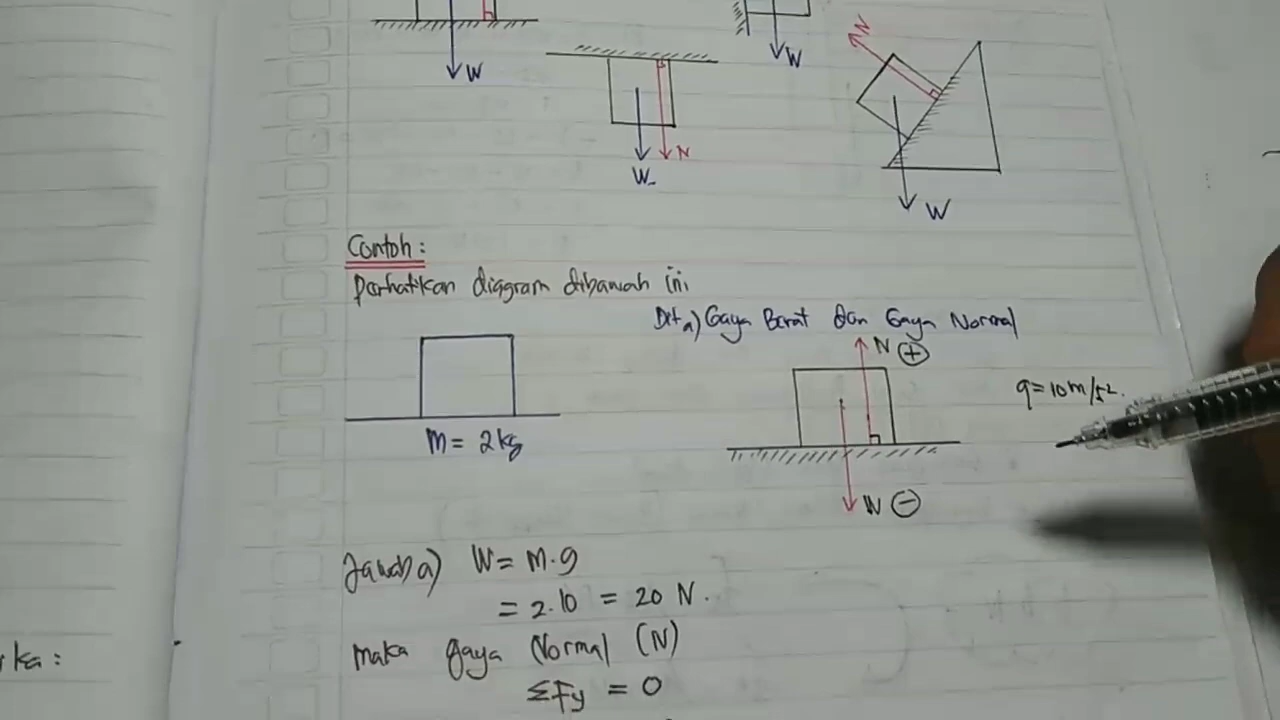 W
W
N
N
W
W
Contoh:
Perhatikan diagram dibawah ini
Dit a) Gaya Berat dan Gaya Normal
N +
g = 10 m/s².
m = 2 kg
W −
Jawab a) W = m.g
= 2.10 = 20 N.
maka gaya Normal (N)
ΣFy = 0